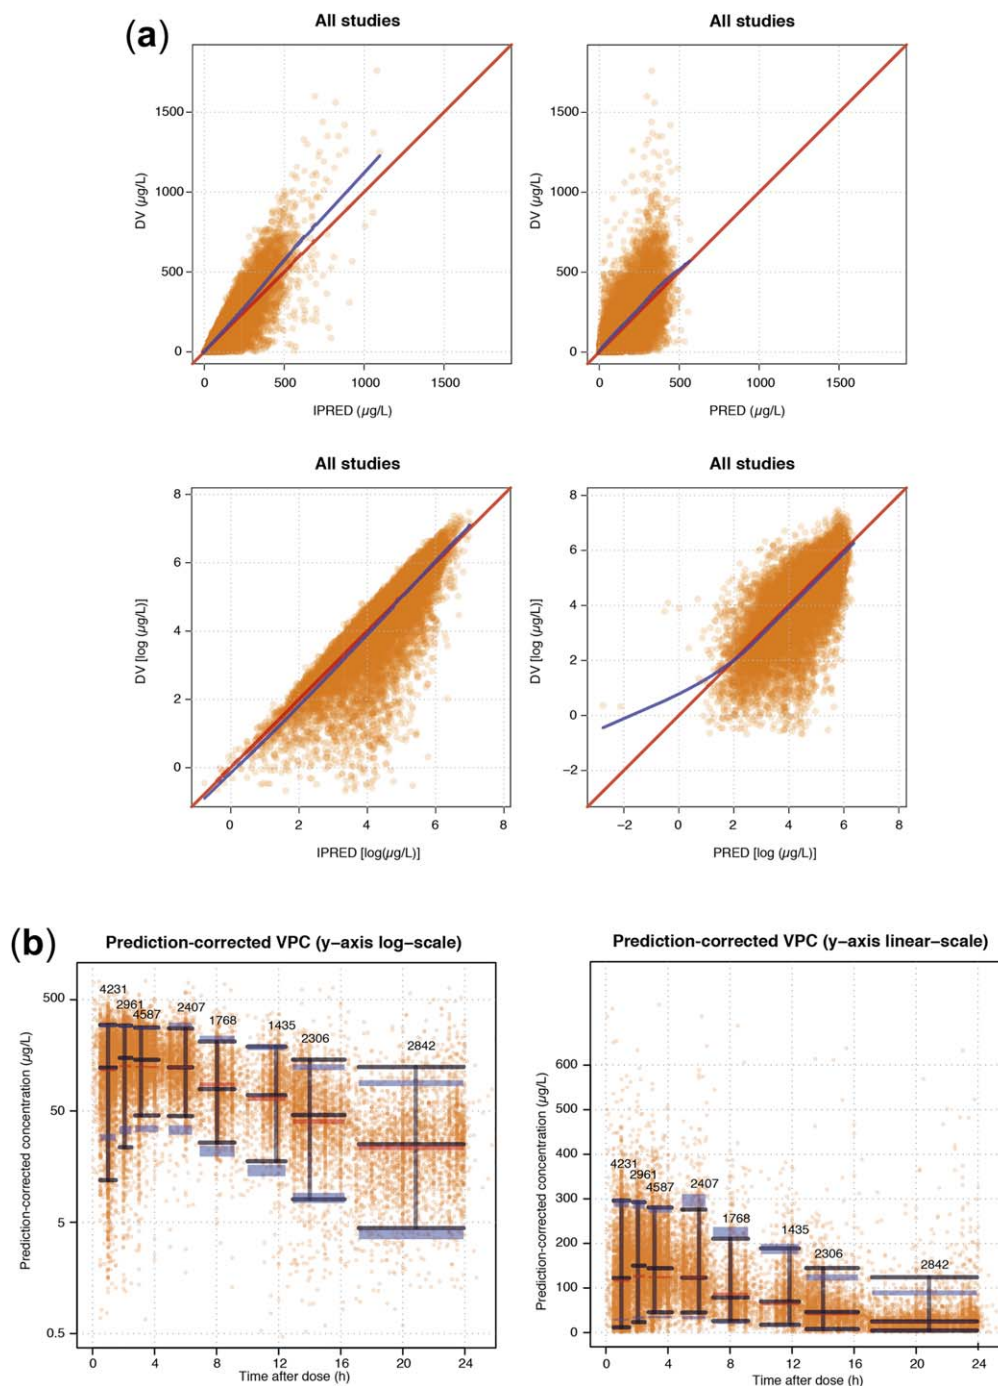 (a)
All studies
All studies
1500
1000
500
0
DV (µg/L)
0 500 1000 1500
IPRED (µg/L)
1500
1000
500
0
DV (µg/L)
0 500 1000 1500
PRED (µg/L)
All studies
All studies
8
6
4
2
0
DV [log (µg/L)]
0 2 4 6 8
IPRED [log(µg/L)]
8
6
4
2
0
−2
DV [log (µg/L)]
−2 0 2 4 6 8
PRED [log (µg/L)]
(b)
Prediction-corrected VPC (y−axis log−scale)
Prediction-corrected VPC (y−axis linear−scale)
500
50
5
0.5
Prediction-corrected concentration (µg/L)
4231
2961
4587
2407
1768
1435
2306
2842
0 4 8 12 16 20 24
Time after dose (h)
600
500
400
300
200
100
0
Prediction-corrected concentration (µg/L)
4231
2961
4587
2407
1768
1435
2306
2842
0 4 8 12 16 20 24
Time after dose (h)